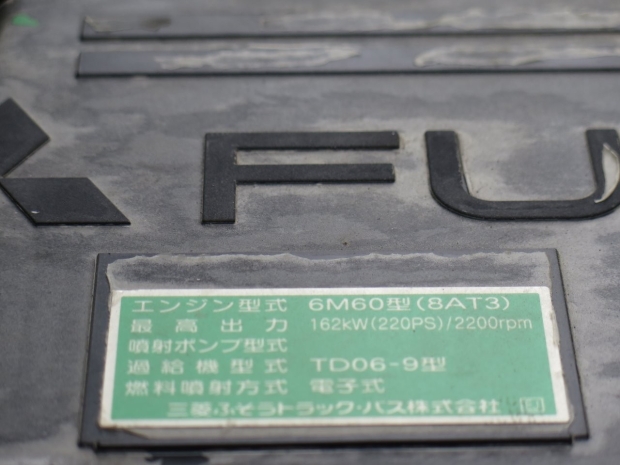 FU
エンジン型式 6M60型(8AT3)
最高出力 162kW(220PS)/2200rpm
噴射ポンプ型式
過給機型式 TD06-9型
燃料噴射方式 電子式
三菱ふそうトラック・バス株式会社